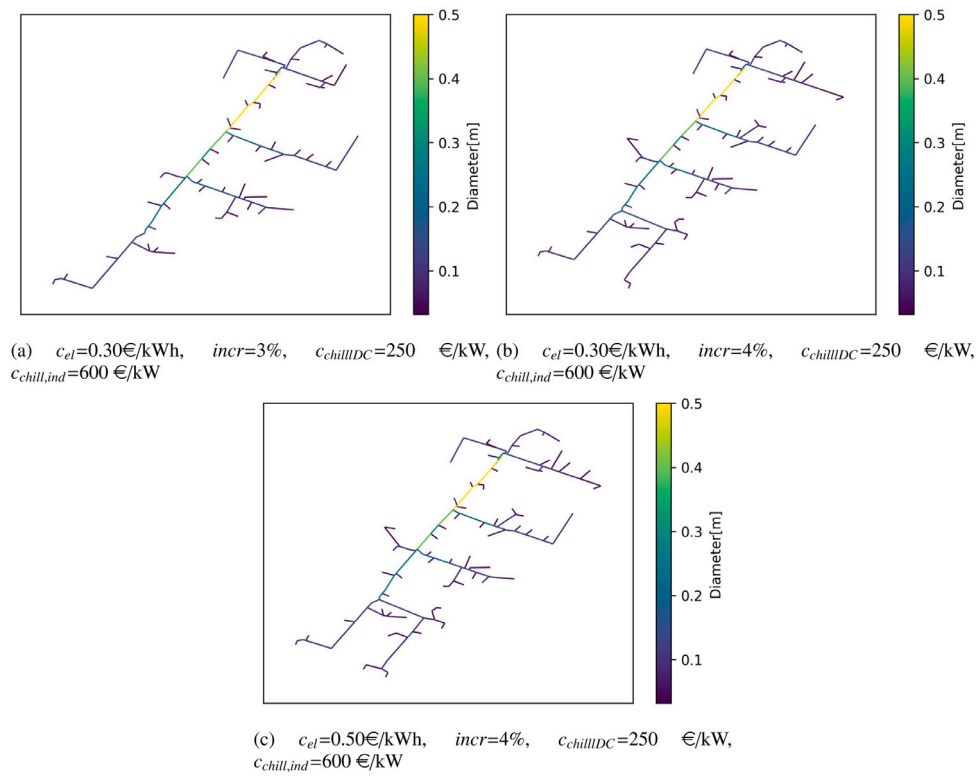 0.5
0.4
0.3
0.2
0.1
Diameter[m]
0.5
0.4
0.3
0.2
0.1
Diameter[m]
(a) c_el=0.30€/kWh, incr=3%, c_chilllDC=250 €/kW,
c_chill,ind=600 €/kW
(b) c_el=0.30€/kWh, incr=4%, c_chilllDC=250 €/kW,
c_chill,ind=600 €/kW
0.5
0.4
0.3
0.2
0.1
Diameter[m]
(c) c_el=0.50€/kWh, incr=4%, c_chilllDC=250 €/kW,
c_chill,ind=600 €/kW